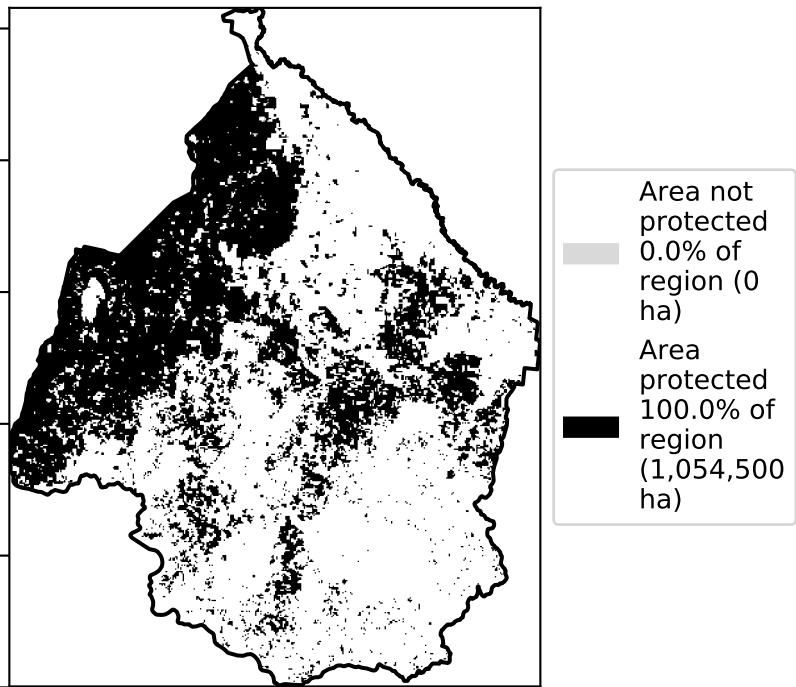 Area not
protected
0.0% of
region (0
ha)
Area
protected
100.0% of
region
(1,054,500
ha)